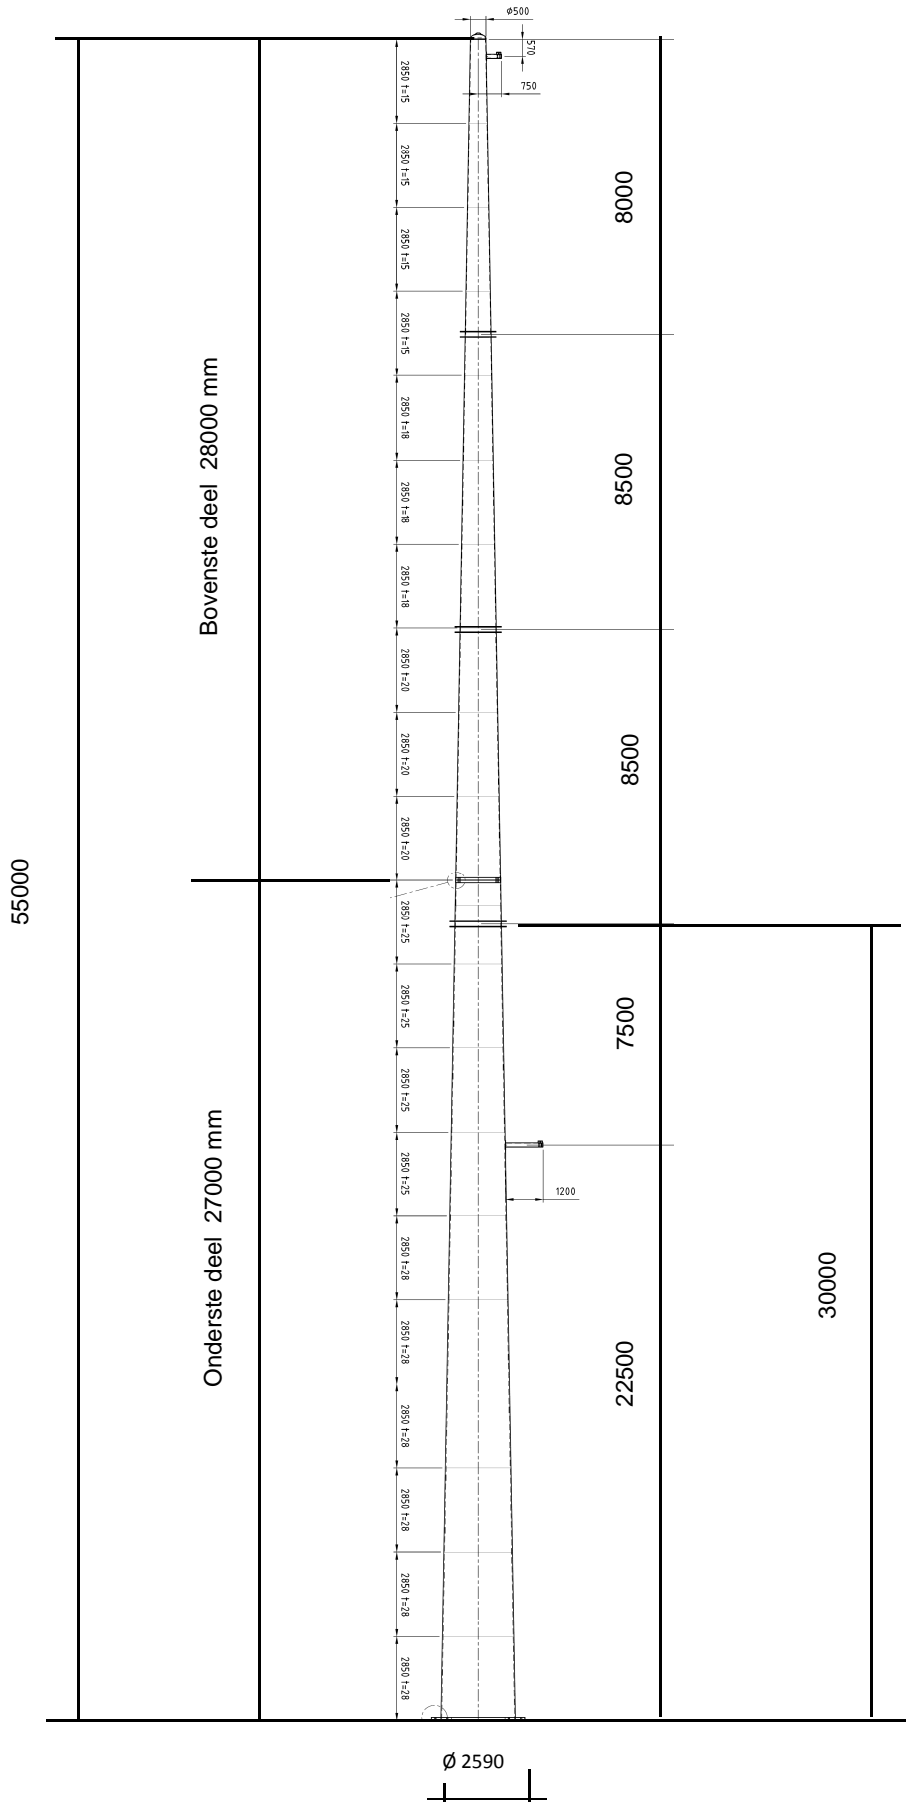 ⌀500
570
750
2850 t=15
2850 t=15
2850 t=15
2850 t=15
2850 t=18
2850 t=18
2850 t=18
2850 t=20
2850 t=20
2850 t=20
2850 t=25
2850 t=25
2850 t=25
2850 t=25
2850 t=28
2850 t=28
2850 t=28
2850 t=28
2850 t=28
2850 t=28
8000
8500
8500
7500
1200
22500
30000
Bovenste deel 28000 mm
55000
Onderste deel 27000 mm
Ø 2590